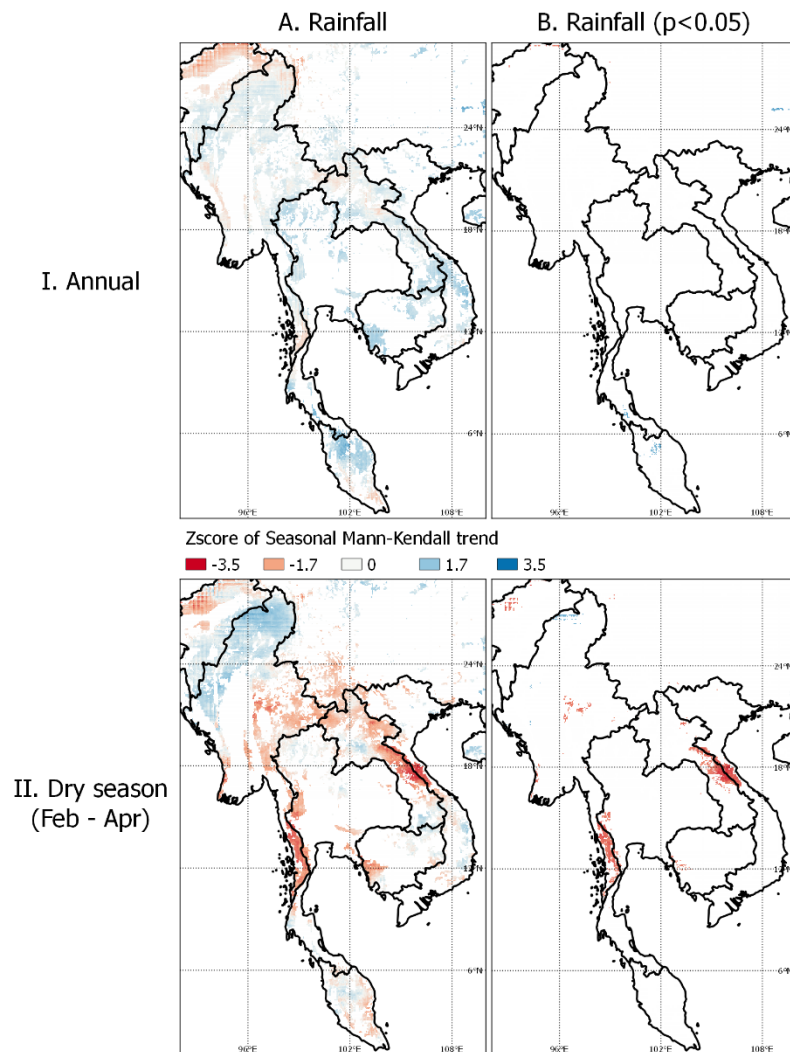 A. Rainfall
B. Rainfall (p<0.05)
24°N
24°N
18°N
18°N
I. Annual
12°N
12°N
6°N
6°N
96°E 102°E 108°E
96°E 102°E 108°E
Zscore of Seasonal Mann-Kendall trend
-3.5 -1.7 0 1.7 3.5
24°N
24°N
18°N
18°N
II. Dry season
(Feb - Apr)
12°N
12°N
6°N
6°N
96°E 102°E 108°E
96°E 102°E 108°E